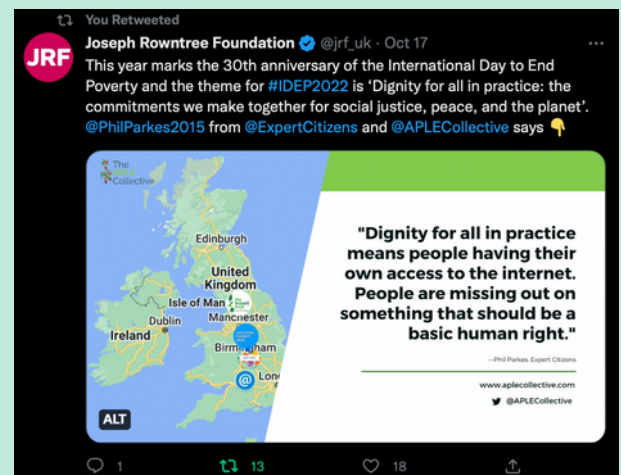 You Retweeted
Joseph Rowntree Foundation @jrf_uk · Oct 17 ...
JRF
This year marks the 30th anniversary of the International Day to End
Poverty and the theme for #IDEP2022 is ‘Dignity for all in practice: the
commitments we make together for social justice, peace, and the planet’.
@PhilParkes2015 from @ExpertCitizens and @APLECollective says 👇
The
APLE
Collective
Edinburgh
United
Kingdom
Isle of Man
Dublin
Manchester
Ireland
Birmingham
@
"Dignity for all in practice
means people having their
own access to the internet.
People are missing out on
something that should be a
basic human right."
—Phil Parkes, Expert Citizens
www.aplecollective.com
@APLECollective
ALT
1 13 18